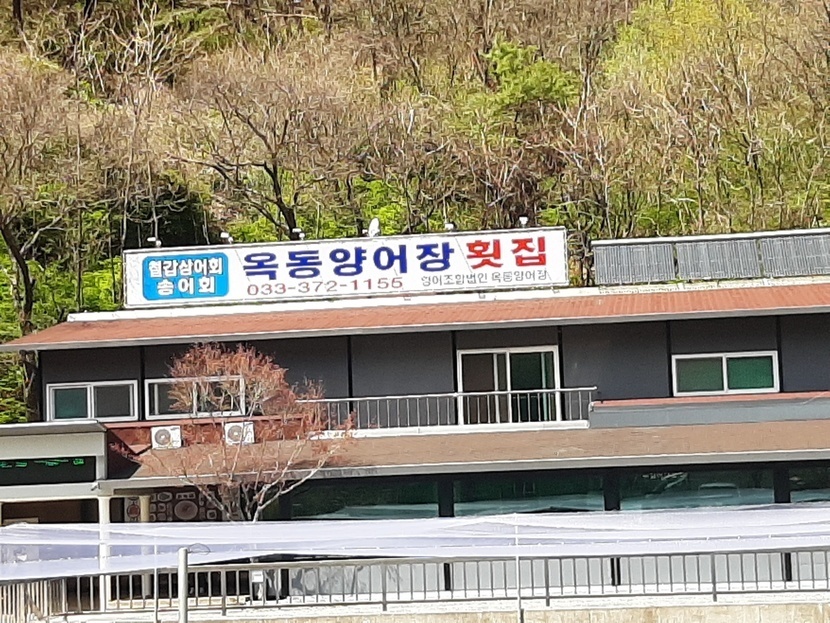 철갑상어회
송어회
옥동양어장 횟집
033-372-1155
영어조합법인 옥동양어장